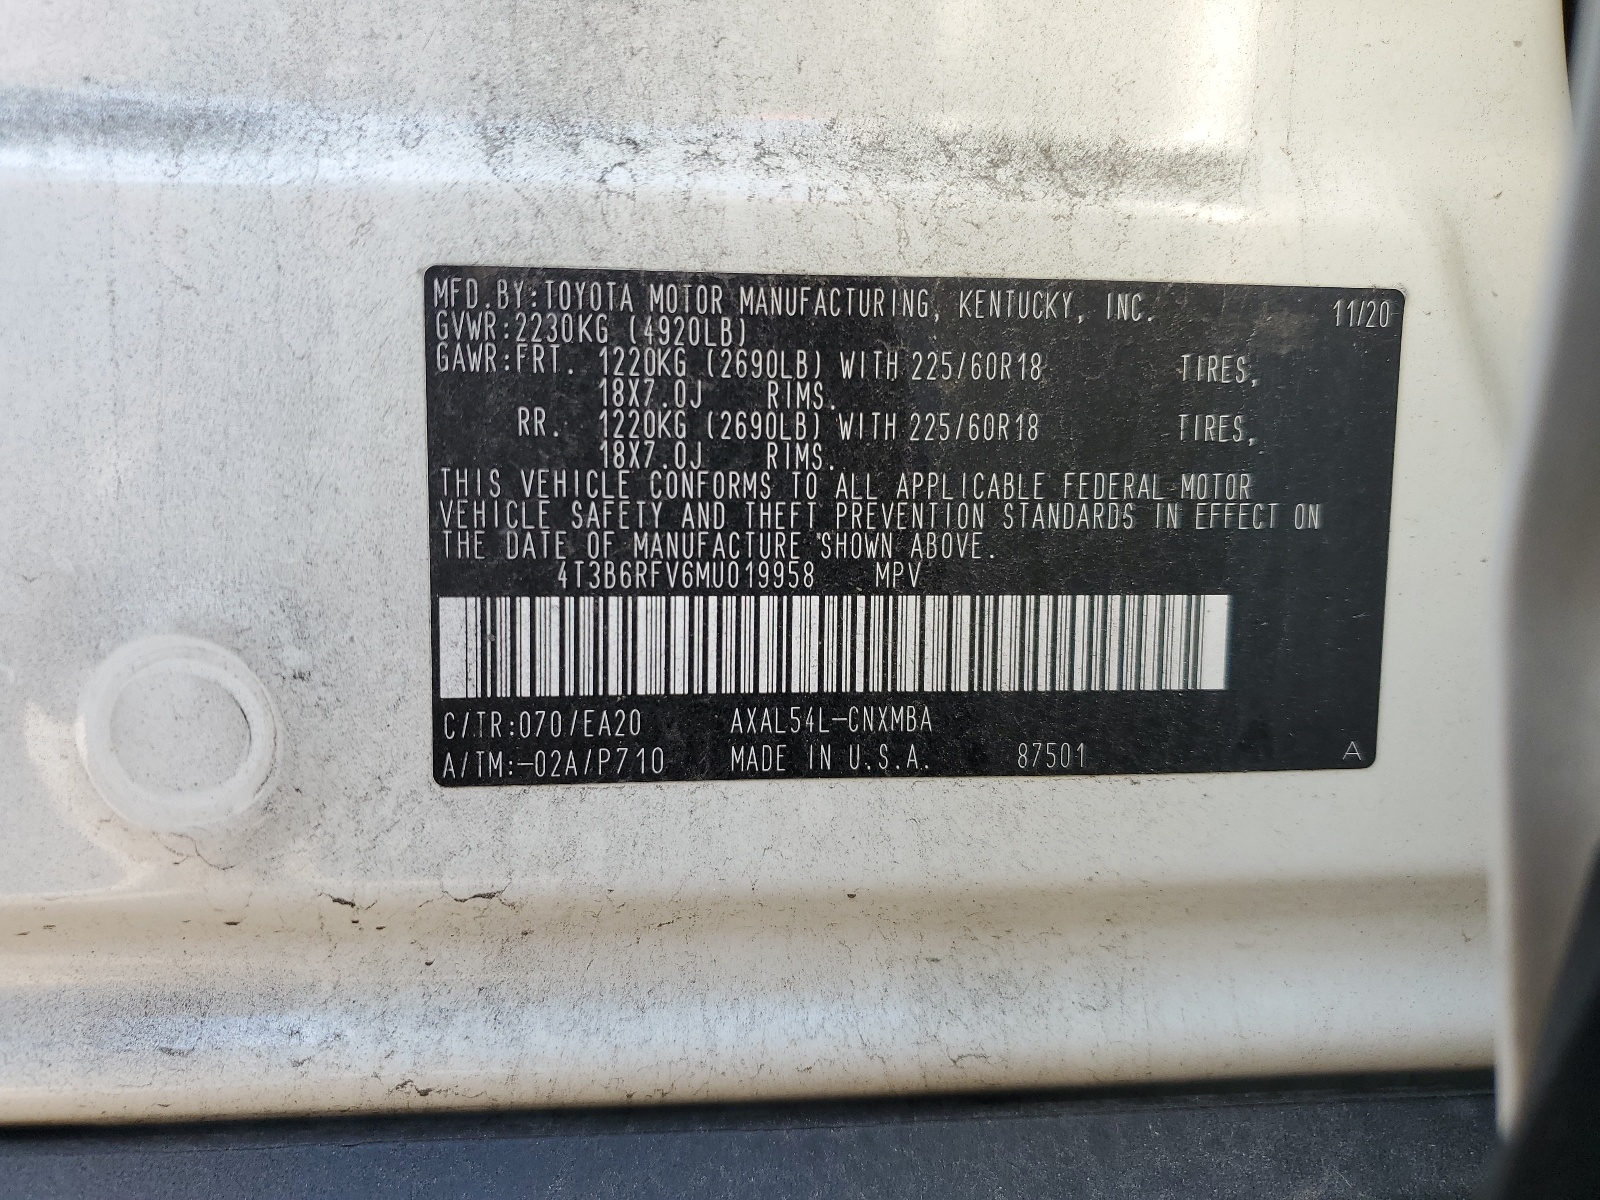 MFD.BY:TOYOTA MOTOR MANUFACTURING, KENTUCKY, INC. 11/20
GVWR:2230KG (4920LB)
GAWR:FRT. 1220KG (2690LB) WITH 225/60R18 TIRES,
18X7.0J RIMS.
RR. 1220KG (2690LB) WITH 225/60R18 TIRES,
18X7.0J RIMS.
THIS VEHICLE CONFORMS TO ALL APPLICABLE FEDERAL MOTOR
VEHICLE SAFETY AND THEFT PREVENTION STANDARDS IN EFFECT ON
THE DATE OF MANUFACTURE SHOWN ABOVE.
4T3B6RFV6MU019958 MPV
C/TR:070/EA20 AXAL54L-CNXMBA
A/TM:-02A/P710 MADE IN U.S.A. 87501 A